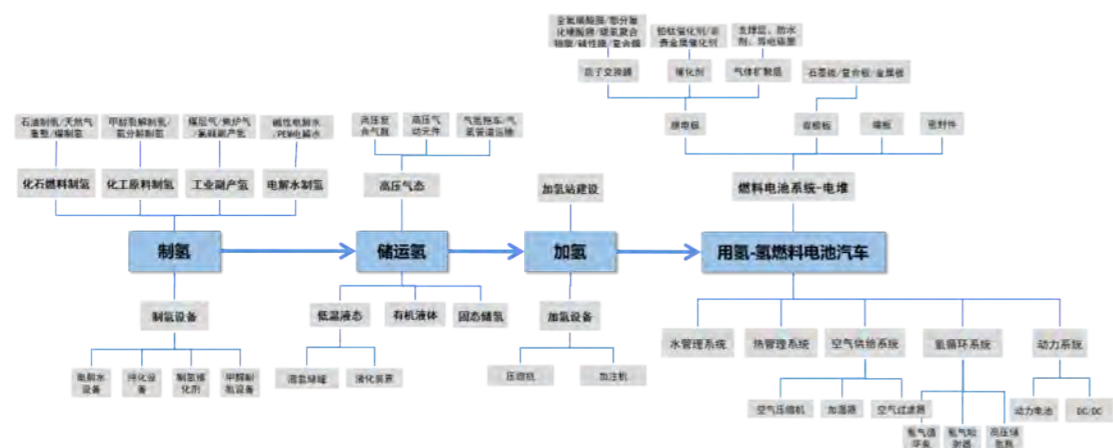 全氟磺酸膜/部分氟
化磺酸膜/碳氢聚合
物膜/碱性膜/复合膜
铂钛催化剂/非
贵金属催化剂
支撑层、防水
剂、导电碳黑
质子交换膜
催化剂
气体扩散层
石墨板/复合板/金属板
膜电极
双极板
端板
密封件
石油制氢/天然气
重整/煤制氢
甲醇裂解制氢/
氨分解制氢
煤层气/焦炉气/
氯碱副产氢
碱性电解水
/PEM电解水
高压复
合气瓶
高压气
动元件
气氢拖车/气
氢管道运输
化石燃料制氢
化工原料制氢
工业副产氢
电解水制氢
高压气态
加氢站建设
燃料电池系统-电堆
制氢
储运氢
加氢
用氢-氢燃料电池汽车
制氢设备
低温液态
有机液体
固态储氢
加氢设备
水管理系统
热管理系统
空气供给系统
氢循环系统
动力系统
电解水
设备
纯化设
备
制氢催
化剂
甲醇制
氢设备
液氢储罐
液化装置
压缩机
加注机
空气压缩机
加湿器
空气过滤器
氢气循
环泵
氢气喷
射器
高压储
氢瓶
动力电池
DC/DC